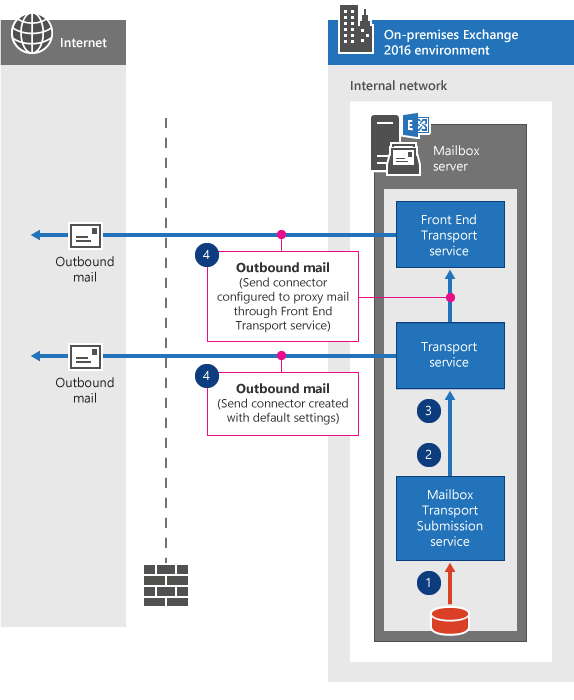 Internet
On-premises Exchange
2016 environment
Internal network
E
Mailbox
server
Front End
Transport
service
Outbound
mail
4
Outbound mail
(Send connector
configured to proxy mail
through Front End
Transport service)
Transport
service
Outbound
mail
4
Outbound mail
(Send connector created
with default settings)
3
2
Mailbox
Transport
Submission
service
1